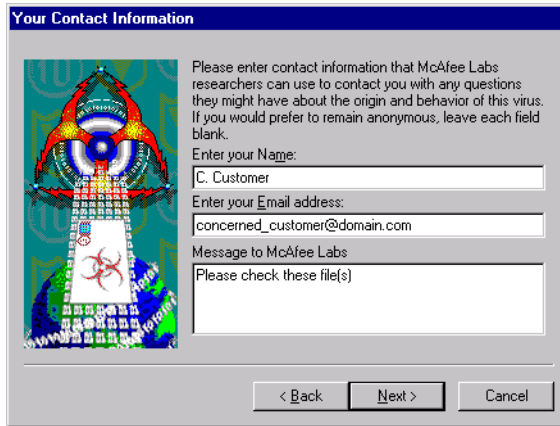 Your Contact Information
Please enter contact information that McAfee Labs
researchers can use to contact you with any questions
they might have about the origin and behavior of this virus.
If you would prefer to remain anonymous, leave each field
blank.
Enter your Name:
C. Customer
Enter your Email address:
concerned_customer@domain.com
Message to McAfee Labs
Please check these file(s)
< Back
Next >
Cancel